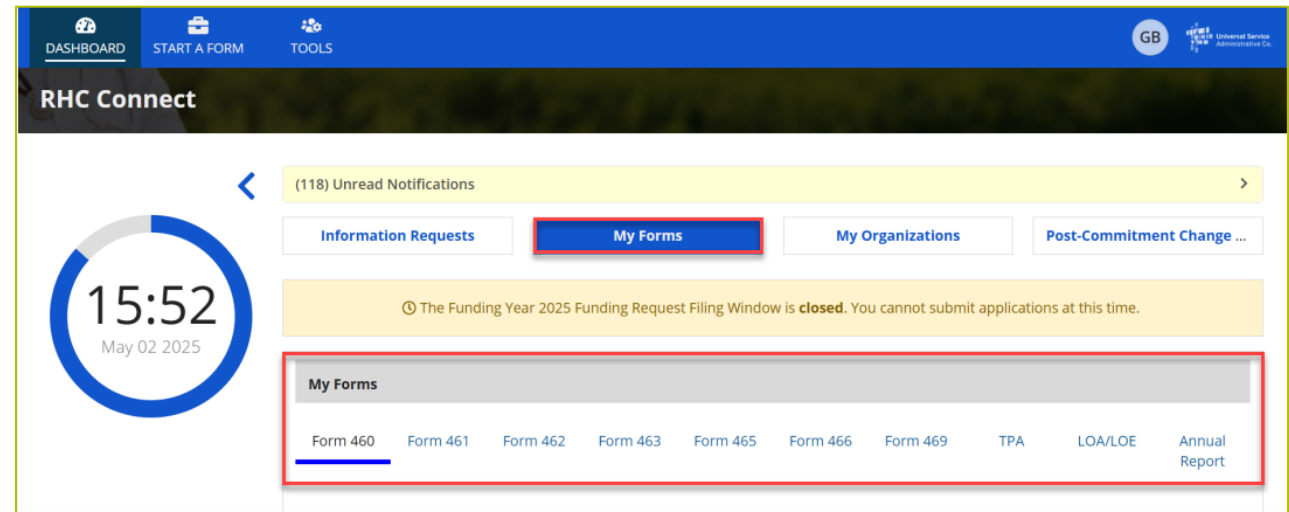 DASHBOARD
START A FORM
TOOLS
GB
Universal Service
Administrative Co.
RHC Connect
(118) Unread Notifications
Information Requests
My Forms
My Organizations
Post-Commitment Change ...
15:52
May 02 2025
The Funding Year 2025 Funding Request Filing Window is closed. You cannot submit applications at this time.
My Forms
Form 460
Form 461
Form 462
Form 463
Form 465
Form 466
Form 469
TPA
LOA/LOE
Annual
Report